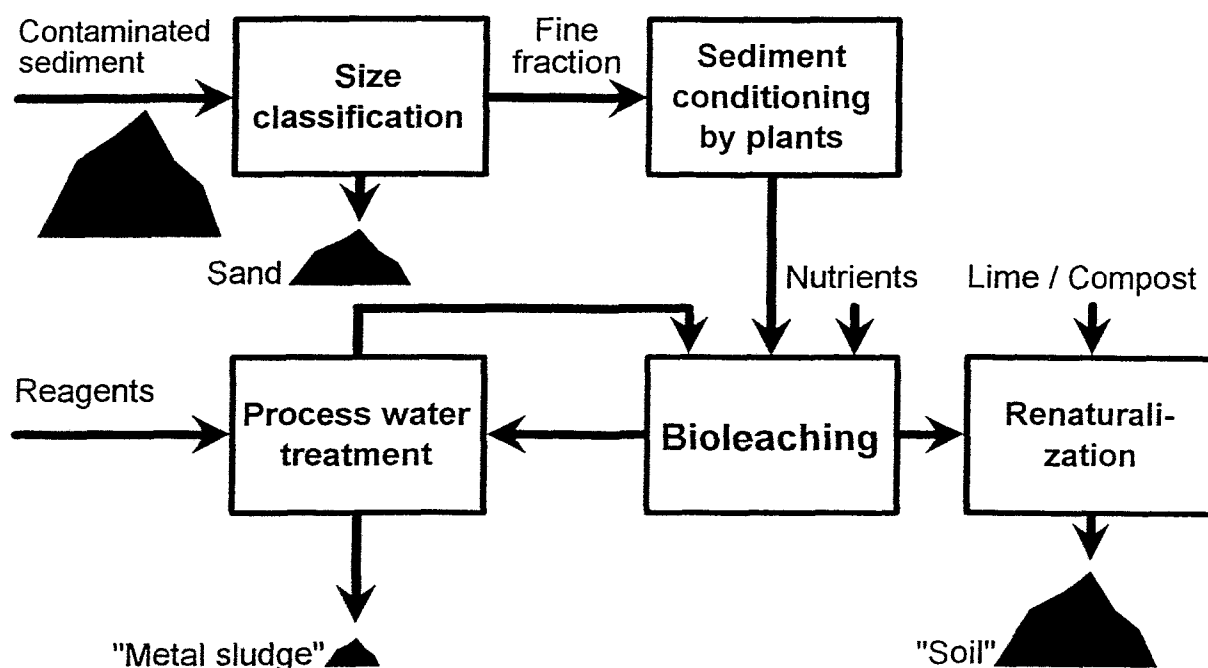 Contaminated
sediment
Size
classification
Fine
fraction
Sediment
conditioning
by plants
Sand
Nutrients
Lime / Compost
Reagents
Process water
treatment
Bioleaching
Renaturali-
zation
"Metal sludge"
"Soil"